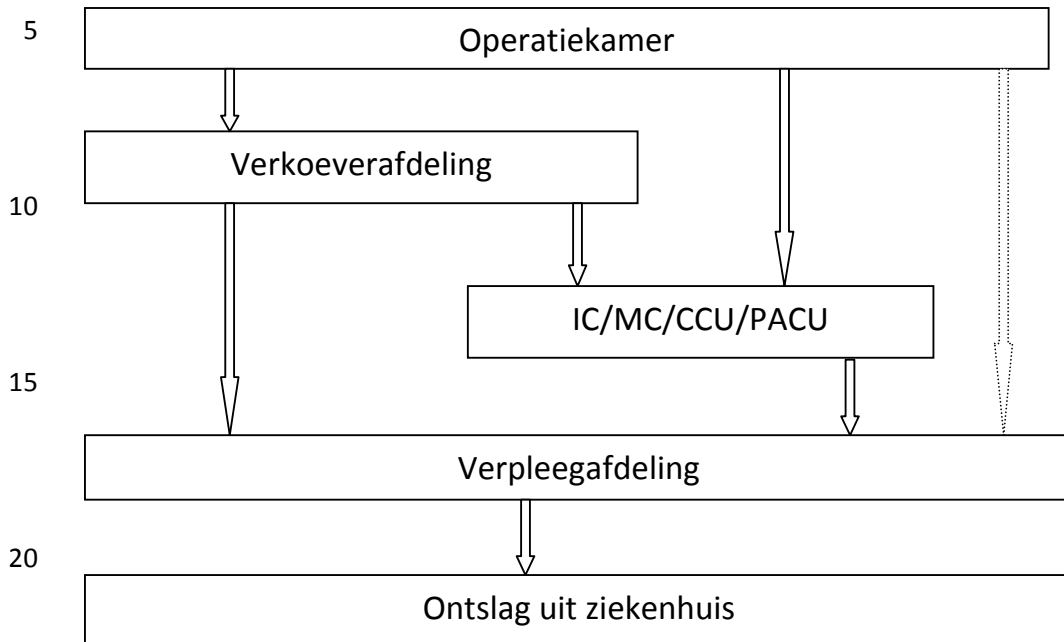 5
Operatiekamer
Verkoeverafdeling
10
IC/MC/CCU/PACU
15
Verpleegafdeling
20
Ontslag uit ziekenhuis